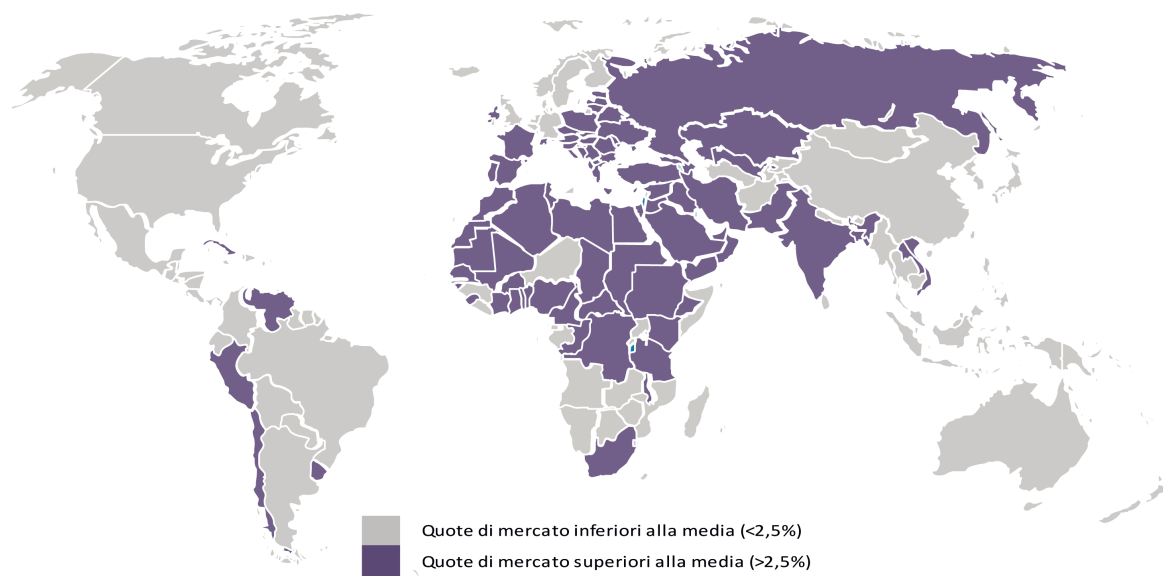 Quote di mercato inferiori alla media (<2,5%)
Quote di mercato superiori alla media (>2,5%)